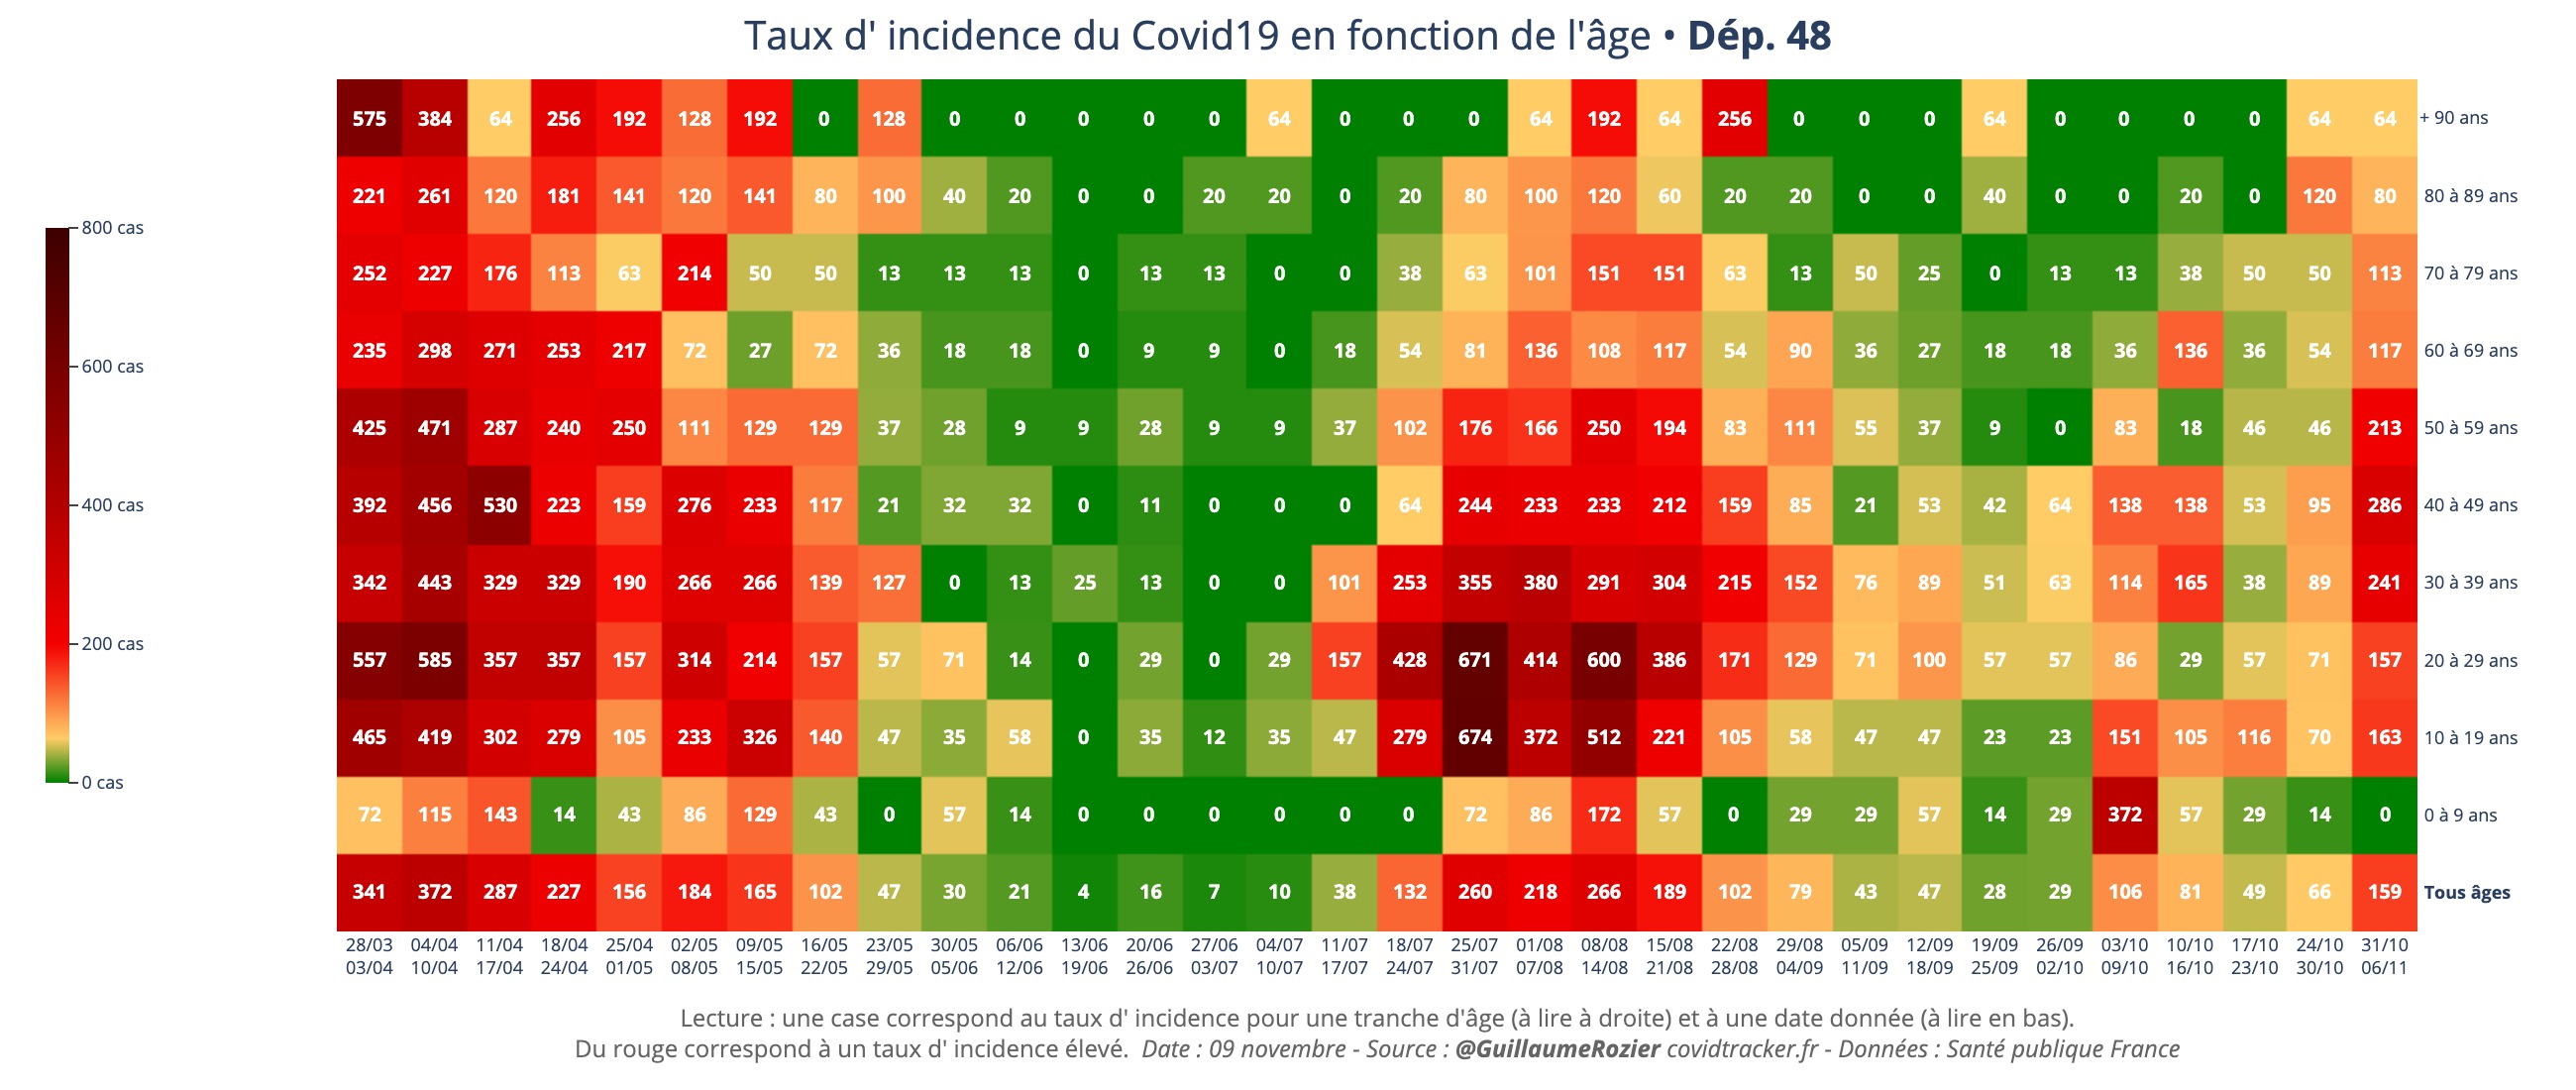 Taux d' incidence du Covid19 en fonction de l'âge • Dép. 48
800 cas
600 cas
400 cas
200 cas
0 cas
575 384 64 256 192 128 192 0 128 0 0 0 0 0 64 0 0 0 64 192 64 256 0 0 0 64 0 0 0 0 64 64 + 90 ans
221 261 120 181 141 120 141 80 100 40 20 0 0 20 20 0 20 80 100 120 60 20 20 0 0 40 0 0 20 0 120 80 80 à 89 ans
252 227 176 113 63 214 50 50 13 13 13 0 13 13 0 0 38 63 101 151 151 63 13 50 25 0 13 13 38 50 50 113 70 à 79 ans
235 298 271 253 217 72 27 72 36 18 18 0 9 9 0 18 54 81 136 108 117 54 90 36 27 18 18 36 136 36 54 117 60 à 69 ans
425 471 287 240 250 111 129 129 37 28 9 9 28 9 9 37 102 176 166 250 194 83 111 55 37 9 0 83 18 46 46 213 50 à 59 ans
392 456 530 223 159 276 233 117 21 32 32 0 11 0 0 0 64 244 233 233 212 159 85 21 53 42 64 138 138 53 95 286 40 à 49 ans
342 443 329 329 190 266 266 139 127 0 13 25 13 0 0 101 253 355 380 291 304 215 152 76 89 51 63 114 165 38 89 241 30 à 39 ans
557 585 357 357 157 314 214 157 57 71 14 0 29 0 29 157 428 671 414 600 386 171 129 71 100 57 57 86 29 57 71 157 20 à 29 ans
465 419 302 279 105 233 326 140 47 35 58 0 35 12 35 47 279 674 372 512 221 105 58 47 47 23 23 151 105 116 70 163 10 à 19 ans
72 115 143 14 43 86 129 43 0 57 14 0 0 0 0 0 0 72 86 172 57 0 29 29 57 14 29 372 57 29 14 0 0 à 9 ans
341 372 287 227 156 184 165 102 47 30 21 4 16 7 10 38 132 260 218 266 189 102 79 43 47 28 29 106 81 49 66 159 Tous âges
28/03 04/04 11/04 18/04 25/04 02/05 09/05 16/05 23/05 30/05 06/06 13/06 20/06 27/06 04/07 11/07 18/07 25/07 01/08 08/08 15/08 22/08 29/08 05/09 12/09 19/09 26/09 03/10 10/10 17/10 24/10 31/10
03/04 10/04 17/04 24/04 01/05 08/05 15/05 22/05 29/05 05/06 12/06 19/06 26/06 03/07 10/07 17/07 24/07 31/07 07/08 14/08 21/08 28/08 04/09 11/09 18/09 25/09 02/10 09/10 16/10 23/10 30/10 06/11
Lecture : une case correspond au taux d' incidence pour une tranche d'âge (à lire à droite) et à une date donnée (à lire en bas).
Du rouge correspond à un taux d' incidence élevé. Date : 09 novembre - Source : @GuillaumeRozier covidtracker.fr - Données : Santé publique France